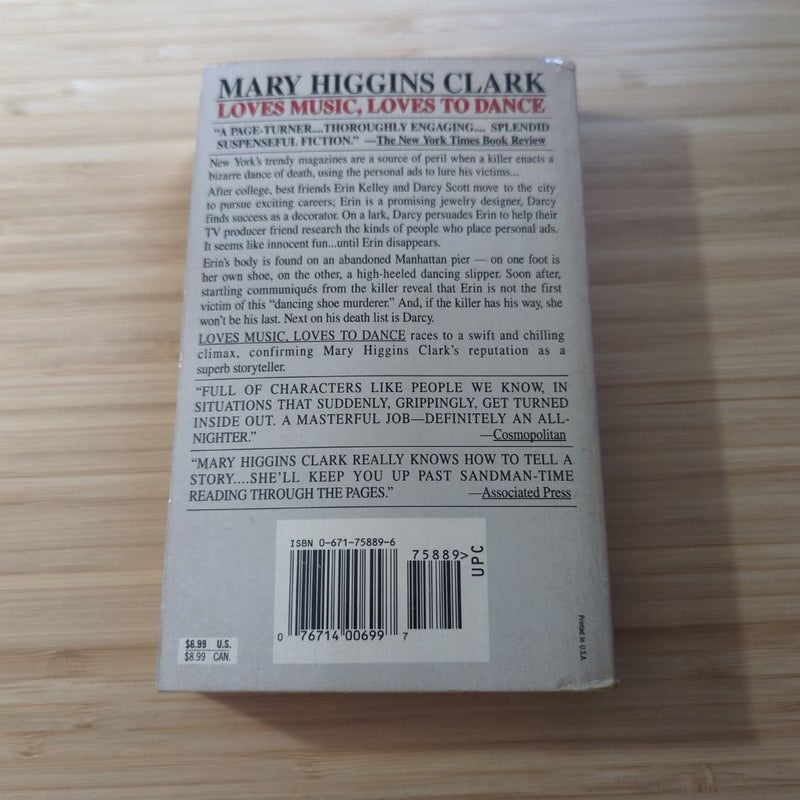 MARY HIGGINS CLARK
LOVES MUSIC, LOVES TO DANCE
“A PAGE-TURNER....THOROUGHLY ENGAGING.... SPLENDID
SUSPENSEFUL FICTION.” —The New York Times Book Review
New York's trendy magazines are a source of peril when a killer enacts a
bizarre dance of death, using the personal ads to lure his victims...
After college, best friends Erin Kelley and Darcy Scott move to the city
to pursue exciting careers; Erin is a promising jewelry designer, Darcy
finds success as a decorator. On a lark, Darcy persuades Erin to help their
TV producer friend research the kinds of people who place personal ads.
It seems like innocent fun...until Erin disappears.
Erin's body is found on an abandoned Manhattan pier — on one foot is
her own shoe, on the other, a high-heeled dancing slipper. Soon after,
startling communiqués from the killer reveal that Erin is not the first
victim of this “dancing shoe murderer.” And, if the killer has his way, she
won't be his last. Next on his death list is Darcy.
LOVES MUSIC, LOVES TO DANCE races to a swift and chilling
climax, confirming Mary Higgins Clark's reputation as a
superb storyteller.
“FULL OF CHARACTERS LIKE PEOPLE WE KNOW, IN
SITUATIONS THAT SUDDENLY, GRIPPINGLY, GET TURNED
INSIDE OUT. A MASTERFUL JOB—DEFINITELY AN ALL-
NIGHTER.” —Cosmopolitan
“MARY HIGGINS CLARK REALLY KNOWS HOW TO TELL A
STORY....SHE'LL KEEP YOU UP PAST SANDMAN-TIME
READING THROUGH THE PAGES.” —Associated Press
ISBN 0-671-75889-6
75889>
UPC
0 76714 00699 7
$6.99 U.S.
$8.99 CAN.
Printed in U.S.A.